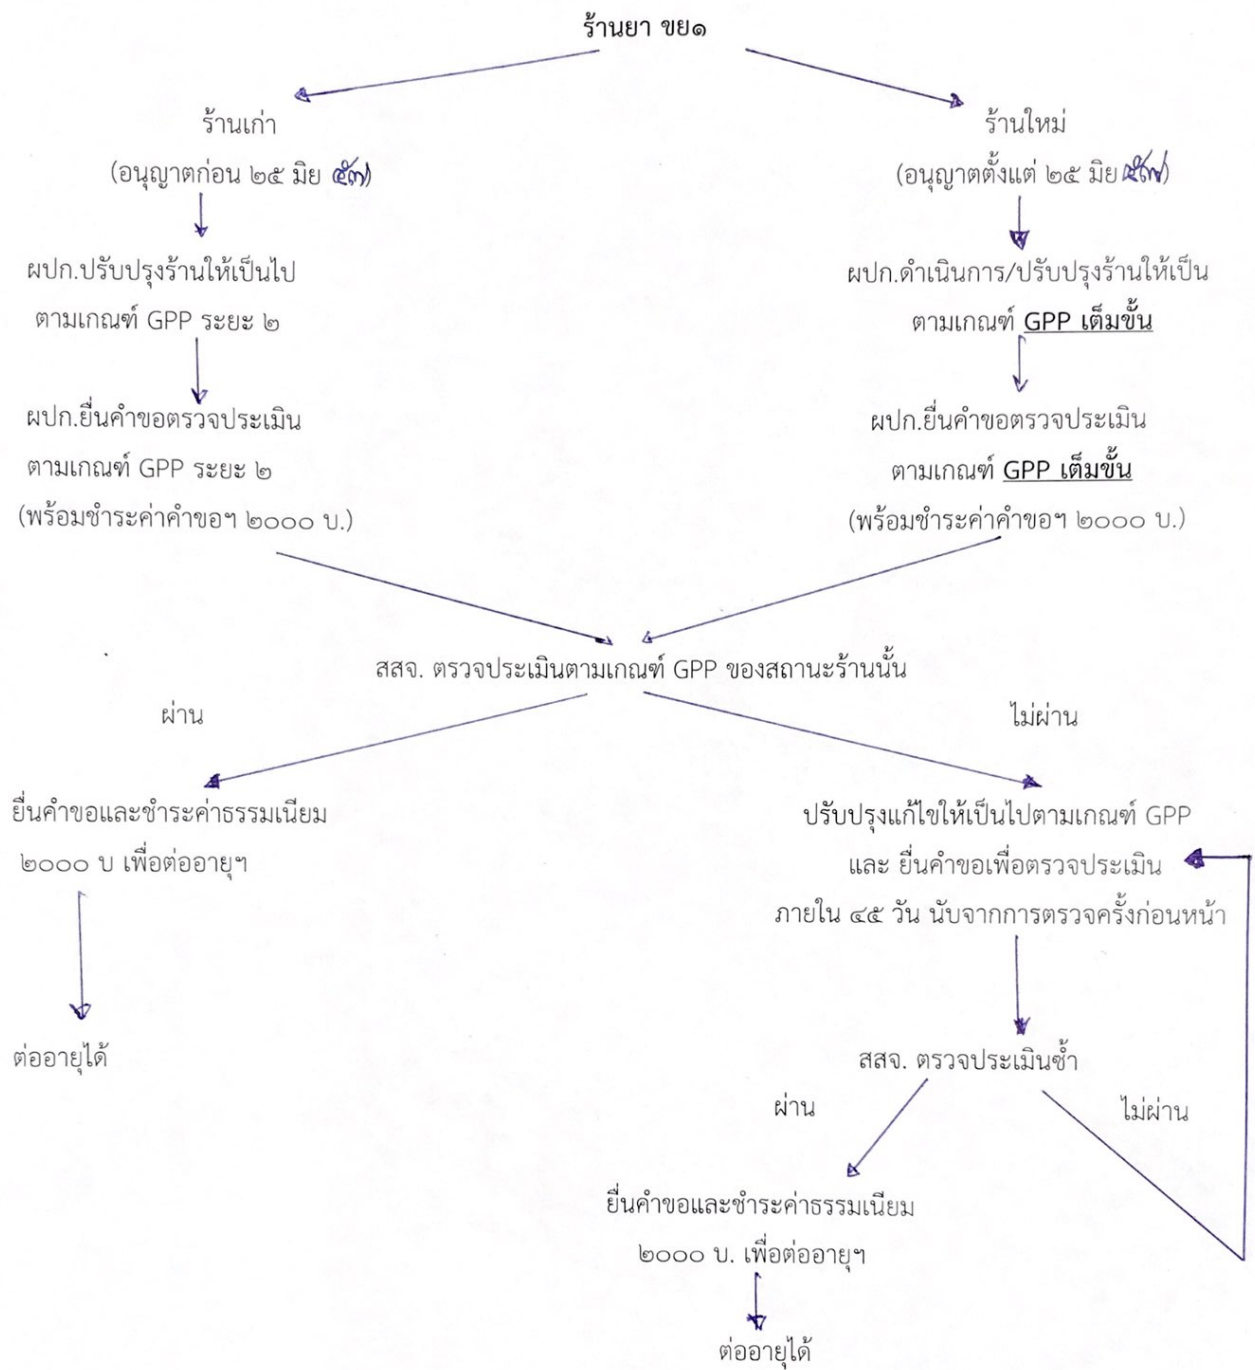 ร้านยา ขย๑
ร้านเก่า
(อนุญาตก่อน ๒๕ มิย ๕๗)
ผปก.ปรับปรุงร้านให้เป็นไป
ตามเกณฑ์ GPP ระยะ ๒
ผปก.ยื่นคำขอตรวจประเมิน
ตามเกณฑ์ GPP ระยะ ๒
(พร้อมชำระค่าคำขอฯ ๒๐๐๐ บ.)
ร้านใหม่
(อนุญาตตั้งแต่ ๒๕ มิย ๕๗)
ผปก.ดำเนินการ/ปรับปรุงร้านให้เป็น
ตามเกณฑ์ GPP เต็มขั้น
ผปก.ยื่นคำขอตรวจประเมิน
ตามเกณฑ์ GPP เต็มขั้น
(พร้อมชำระค่าคำขอฯ ๒๐๐๐ บ.)
สสจ. ตรวจประเมินตามเกณฑ์ GPP ของสถานะร้านนั้น
ผ่าน
ยื่นคำขอและชำระค่าธรรมเนียม
๒๐๐๐ บ เพื่อต่ออายุฯ
ต่ออายุได้
ไม่ผ่าน
ปรับปรุงแก้ไขให้เป็นไปตามเกณฑ์ GPP
และ ยื่นคำขอเพื่อตรวจประเมิน
ภายใน ๔๕ วัน นับจากการตรวจครั้งก่อนหน้า
สสจ. ตรวจประเมินซ้ำ
ผ่าน
ไม่ผ่าน
ยื่นคำขอและชำระค่าธรรมเนียม
๒๐๐๐ บ. เพื่อต่ออายุฯ
ต่ออายุได้